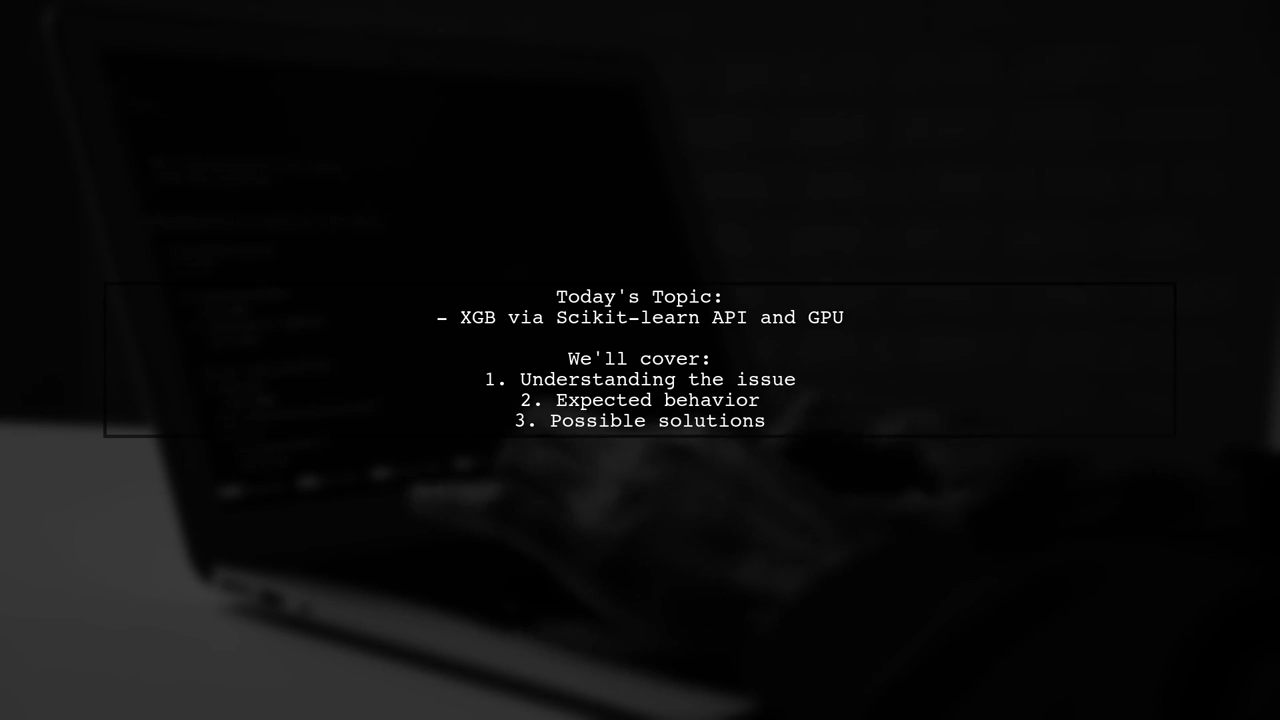 Today's Topic:
- XGB via Scikit-learn API and GPU
We'll cover:
1. Understanding the issue
2. Expected behavior
3. Possible solutions